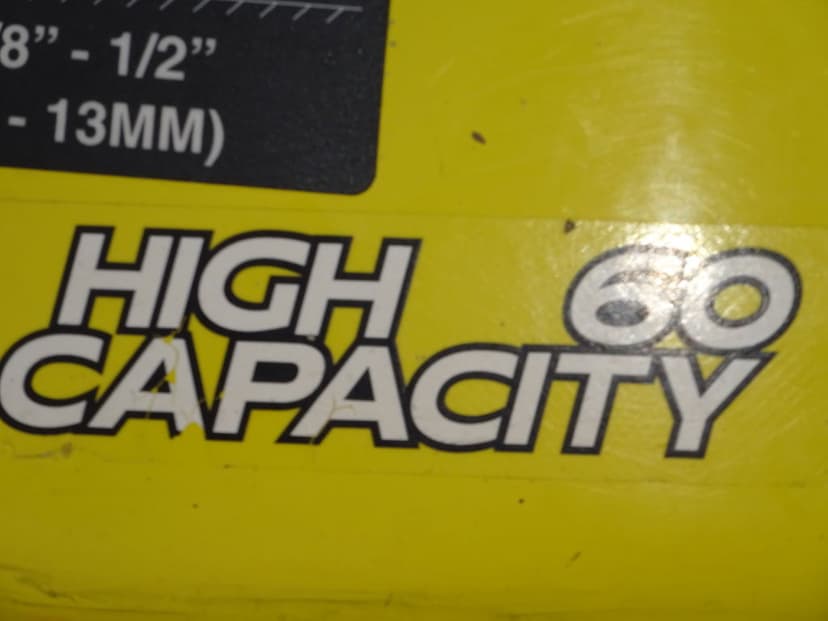 /8” - 1/2”
- 13MM)
HIGH 60
CAPACITY